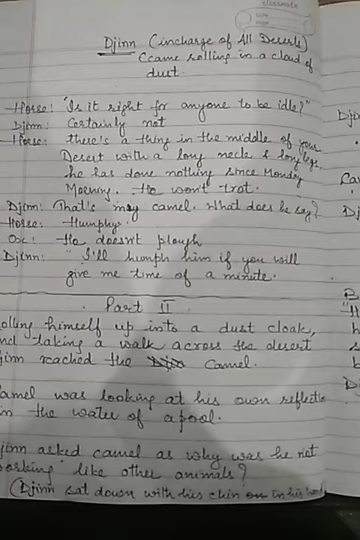 classmate
Djinn (incharge of All Deserts)
(came rolling in a cloud of
dust.
Horse: "Is it right for anyone to be idle?"
Djinn: Certainly not
Horse: there's a thing in the middle of your
Desert with a long neck & long legs,
he has done nothing since Monday
Morning. He won't trot.
Djinn: That's my camel. What does he say?
Horse: Humph.
Ox: He doesn't plough
Djinn: "I'll humph him if you will
give me time of a minute.
Part II
olling himself up into a dust cloak,
nd taking a walk across the desert
jinn reached the Camel.
amel was looking at his own reflectio
in the water of a pool.
jinn asked camel as why was he not
orking like other animals?
(Djinn sat down with his chin on in his hand
Djin
Ca
Dj